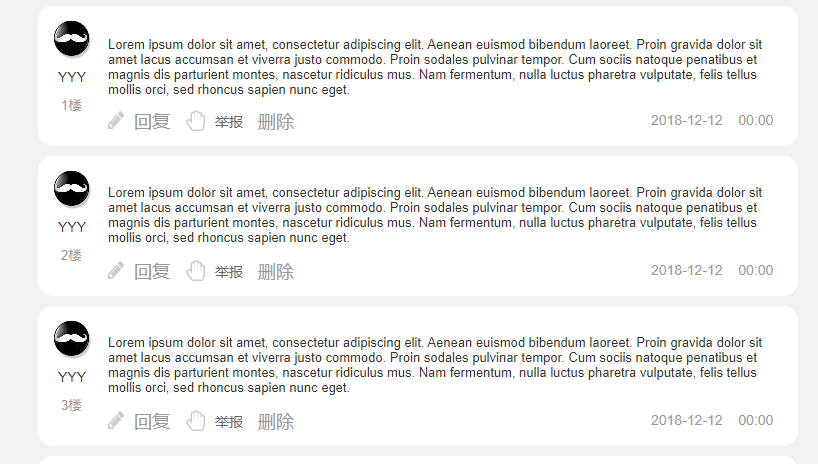 Lorem ipsum dolor sit amet, consectetur adipiscing elit. Aenean euismod bibendum laoreet. Proin gravida dolor sit
amet lacus accumsan et viverra justo commodo. Proin sodales pulvinar tempor. Cum sociis natoque penatibus et
magnis dis parturient montes, nascetur ridiculus mus. Nam fermentum, nulla luctus pharetra vulputate, felis tellus
mollis orci, sed rhoncus sapien nunc eget.
YYY
1楼
回复 举报 删除 2018-12-12 00:00
Lorem ipsum dolor sit amet, consectetur adipiscing elit. Aenean euismod bibendum laoreet. Proin gravida dolor sit
amet lacus accumsan et viverra justo commodo. Proin sodales pulvinar tempor. Cum sociis natoque penatibus et
magnis dis parturient montes, nascetur ridiculus mus. Nam fermentum, nulla luctus pharetra vulputate, felis tellus
mollis orci, sed rhoncus sapien nunc eget.
YYY
2楼
回复 举报 删除 2018-12-12 00:00
Lorem ipsum dolor sit amet, consectetur adipiscing elit. Aenean euismod bibendum laoreet. Proin gravida dolor sit
amet lacus accumsan et viverra justo commodo. Proin sodales pulvinar tempor. Cum sociis natoque penatibus et
magnis dis parturient montes, nascetur ridiculus mus. Nam fermentum, nulla luctus pharetra vulputate, felis tellus
mollis orci, sed rhoncus sapien nunc eget.
YYY
3楼
回复 举报 删除 2018-12-12 00:00